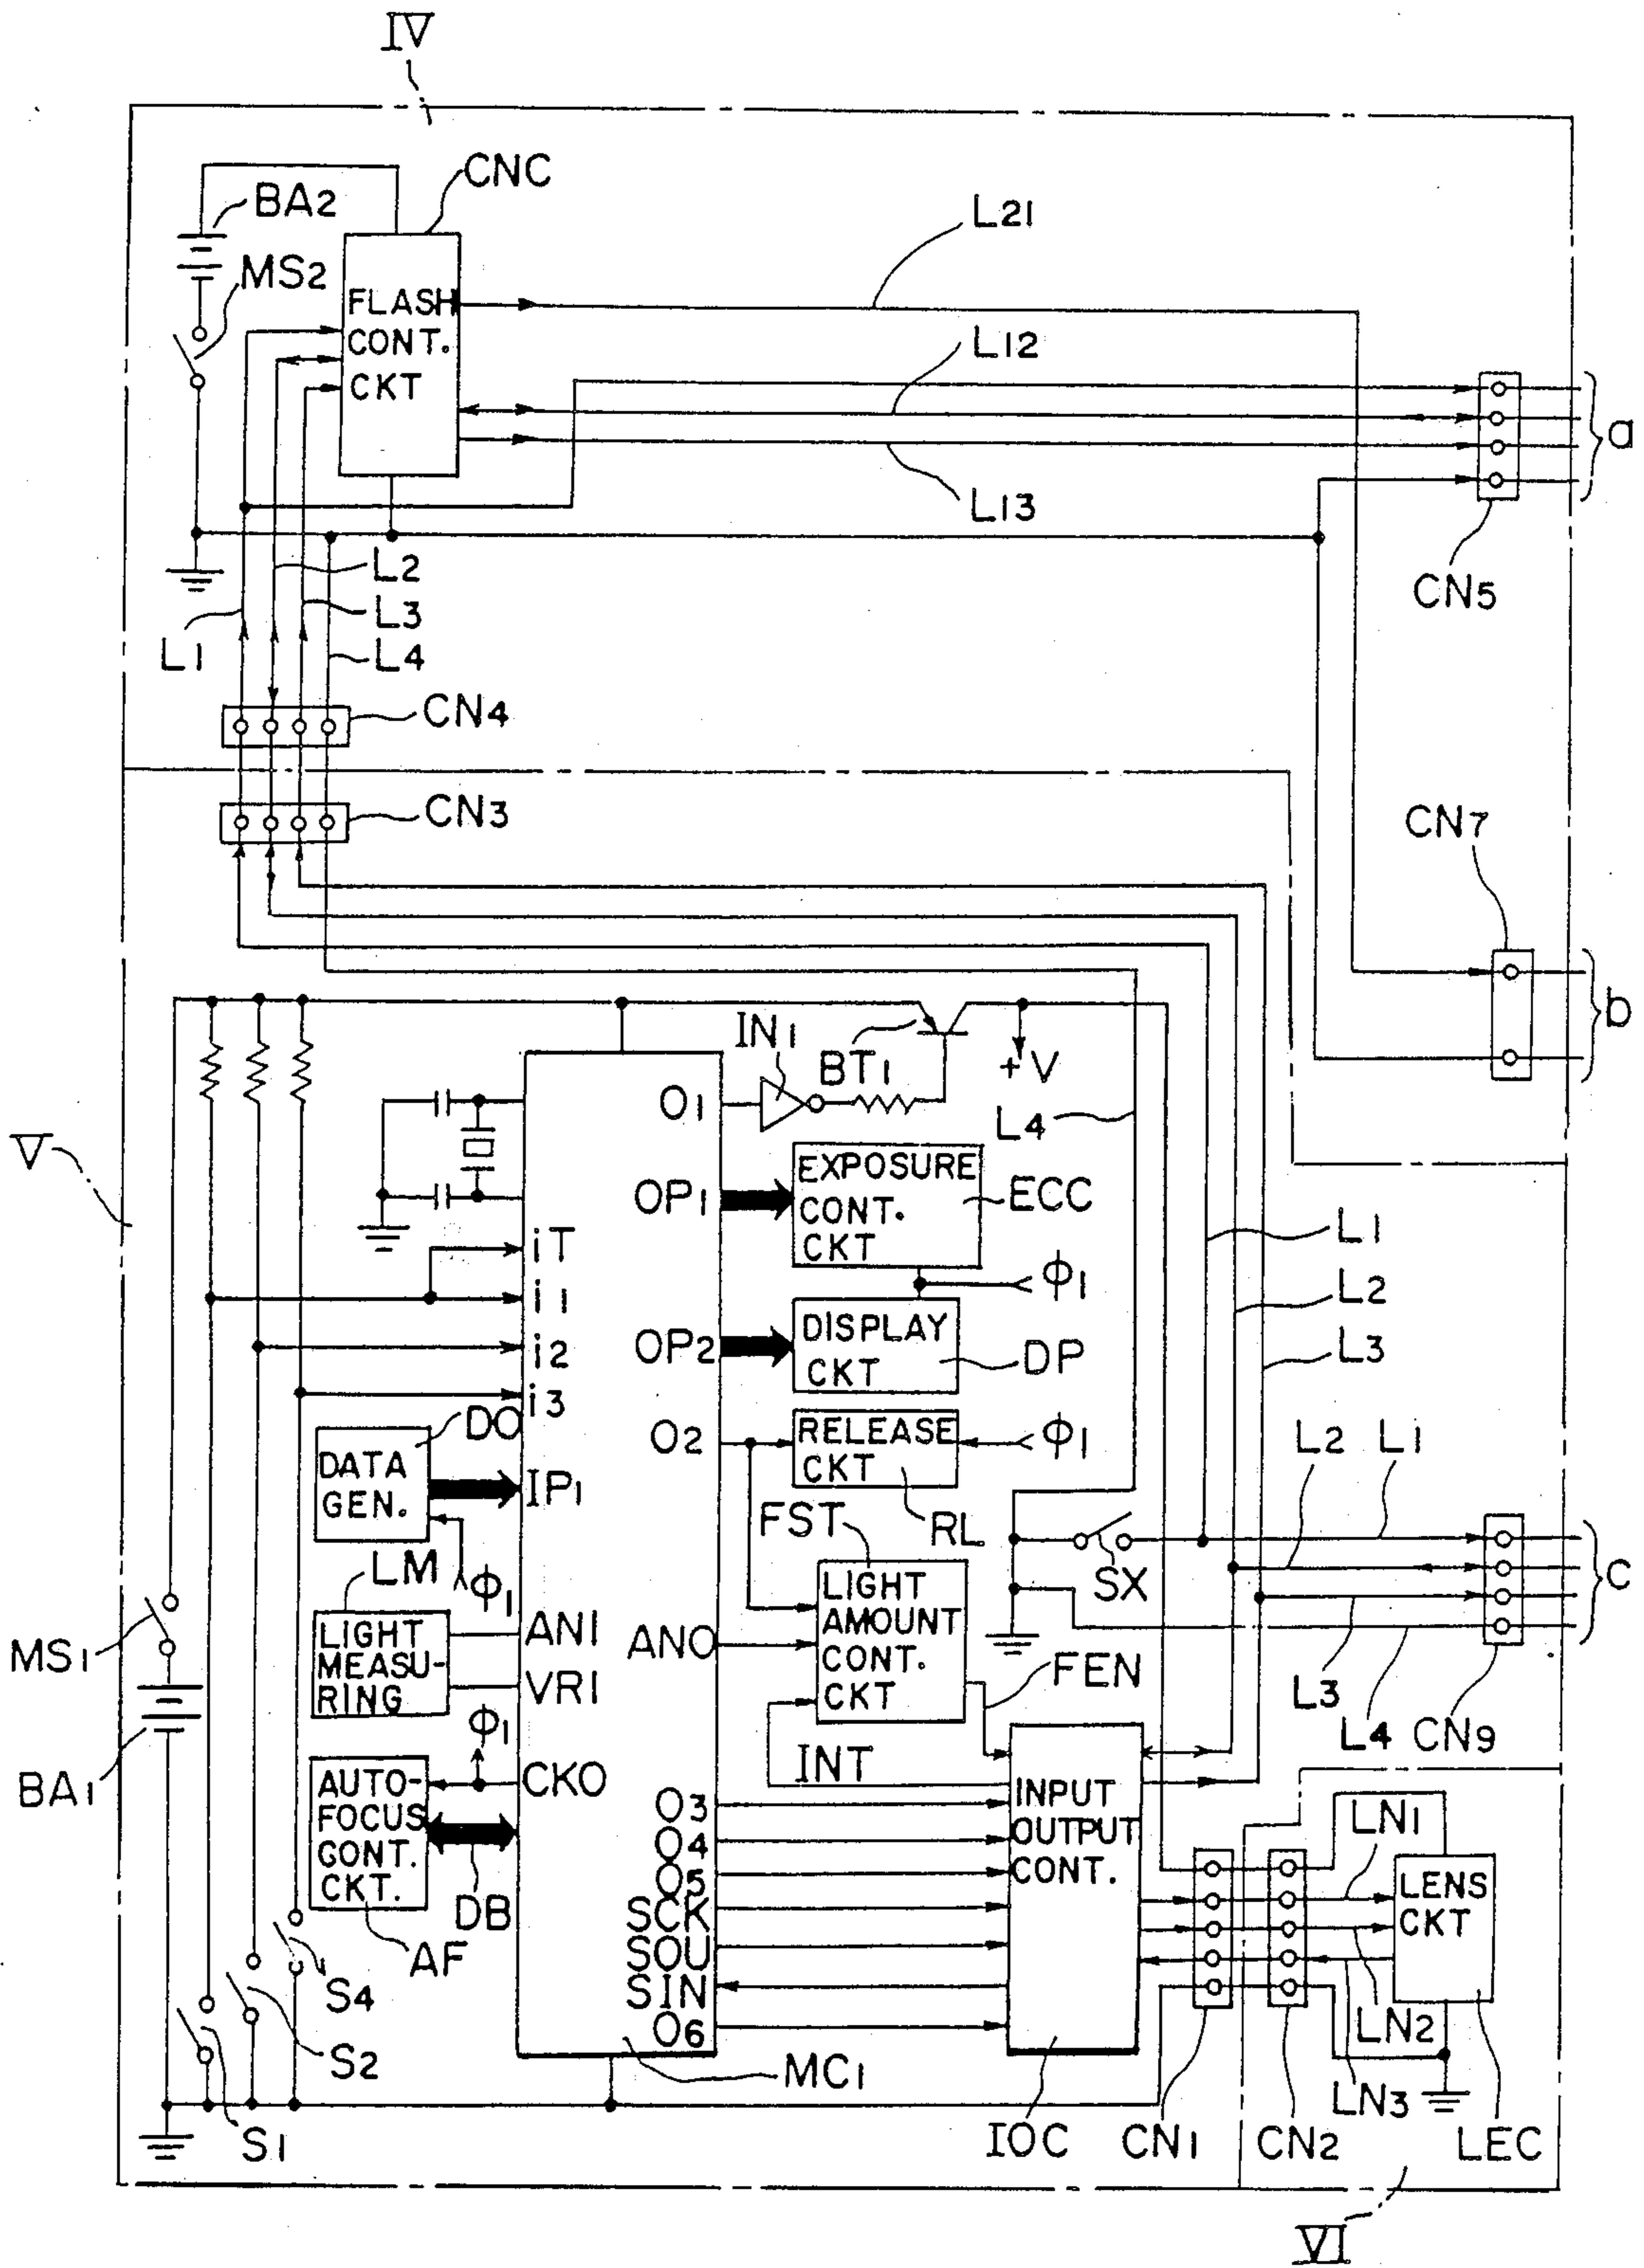 IV
CNC
BA2
L21
MS2
FLASH
CONT.
CKT
L12
a
L13
L2
CN5
L3
L1
L4
CN4
CN3
CN7
IN1
b
BT1
+V
O1
L4
V
EXPOSURE
CONT.
CKT
OP1
ECC
iT
L1
ϕ1
i1
L2
DISPLAY
CKT
OP2
DP
i2
L3
i3
DO
RELEASE
CKT
O2
ϕ1
L2
L1
DATA
GEN.
IP1
FST
RL
SX
c
LM
ϕ1
LIGHT
AMOUNT
CONT.
CKT
LIGHT
MEASU-
RING
ANI
ANO
MS1
FEN
VRI
L3
ϕ1
L4
CN9
INT
CKO
BA1
AUTO-
FOCUS
CONT.
CKT.
INPUT
OUTPUT
CONT.
O3
LN1
O4
O5
LENS
CKT
DB
SCK
AF
SOU
S4
SIN
LN2
O6
S2
MC1
LN3
S1
IOC
CN1
CN2
LEC
VI